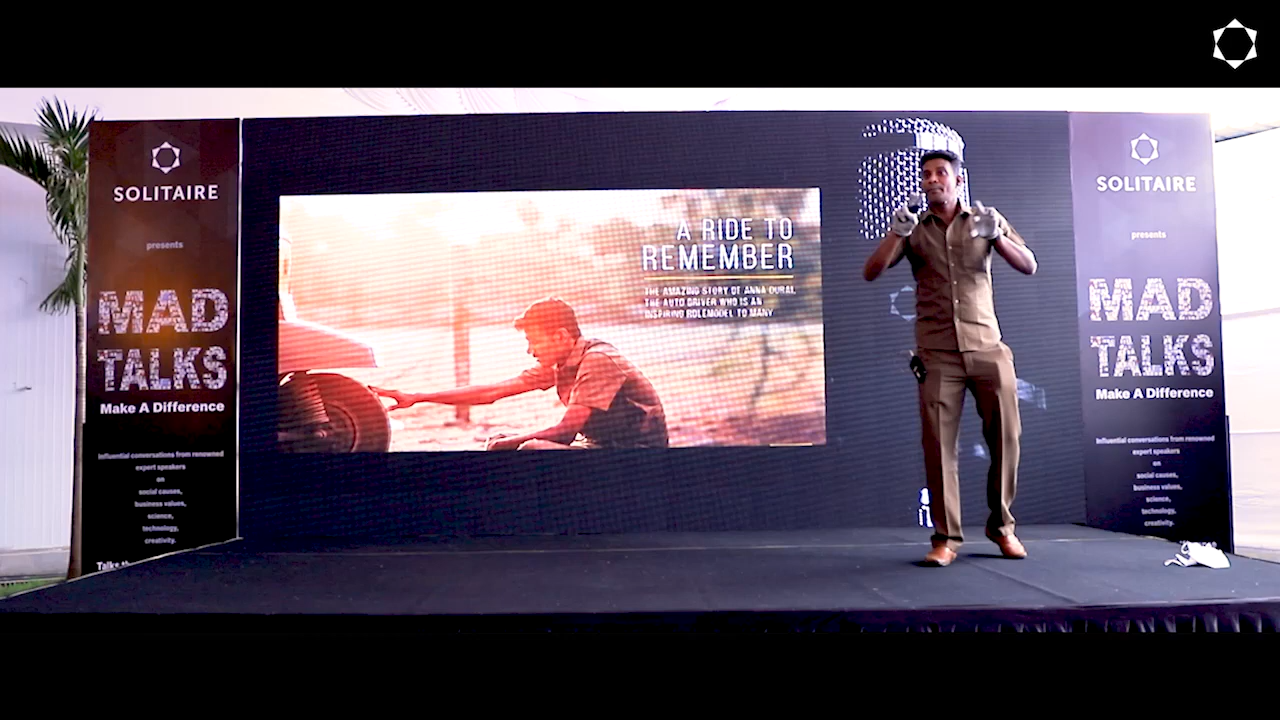 SOLITAIRE
presents
MAD
TALKS
Make A Difference
Influential conversations from renowned
expert speakers
on
social causes,
business values,
science,
technology,
creativity.
A RIDE TO
REMEMBER
THE AMAZING STORY OF ANNA DURAI,
THE AUTO DRIVER WHO IS AN
INSPIRING ROLEMODEL TO MANY
SOLITAIRE
presents
MAD
TALKS
Make A Difference
Influential conversations from renowned
expert speakers
on
social causes,
business values,
science,
technology,
creativity.